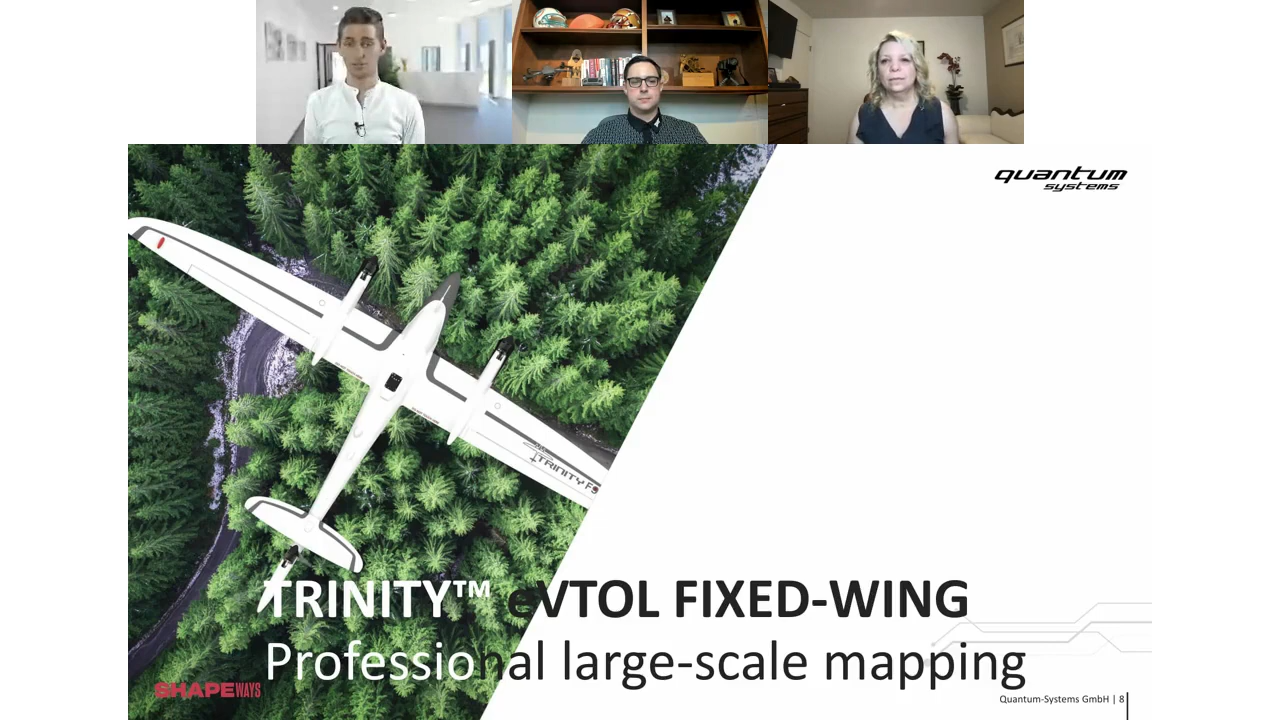 quantum
systems
TRINITY F9
TRINITY™ eVTOL FIXED-WING
Professional large-scale mapping
SHAPEWAYS
Quantum-Systems GmbH | 8